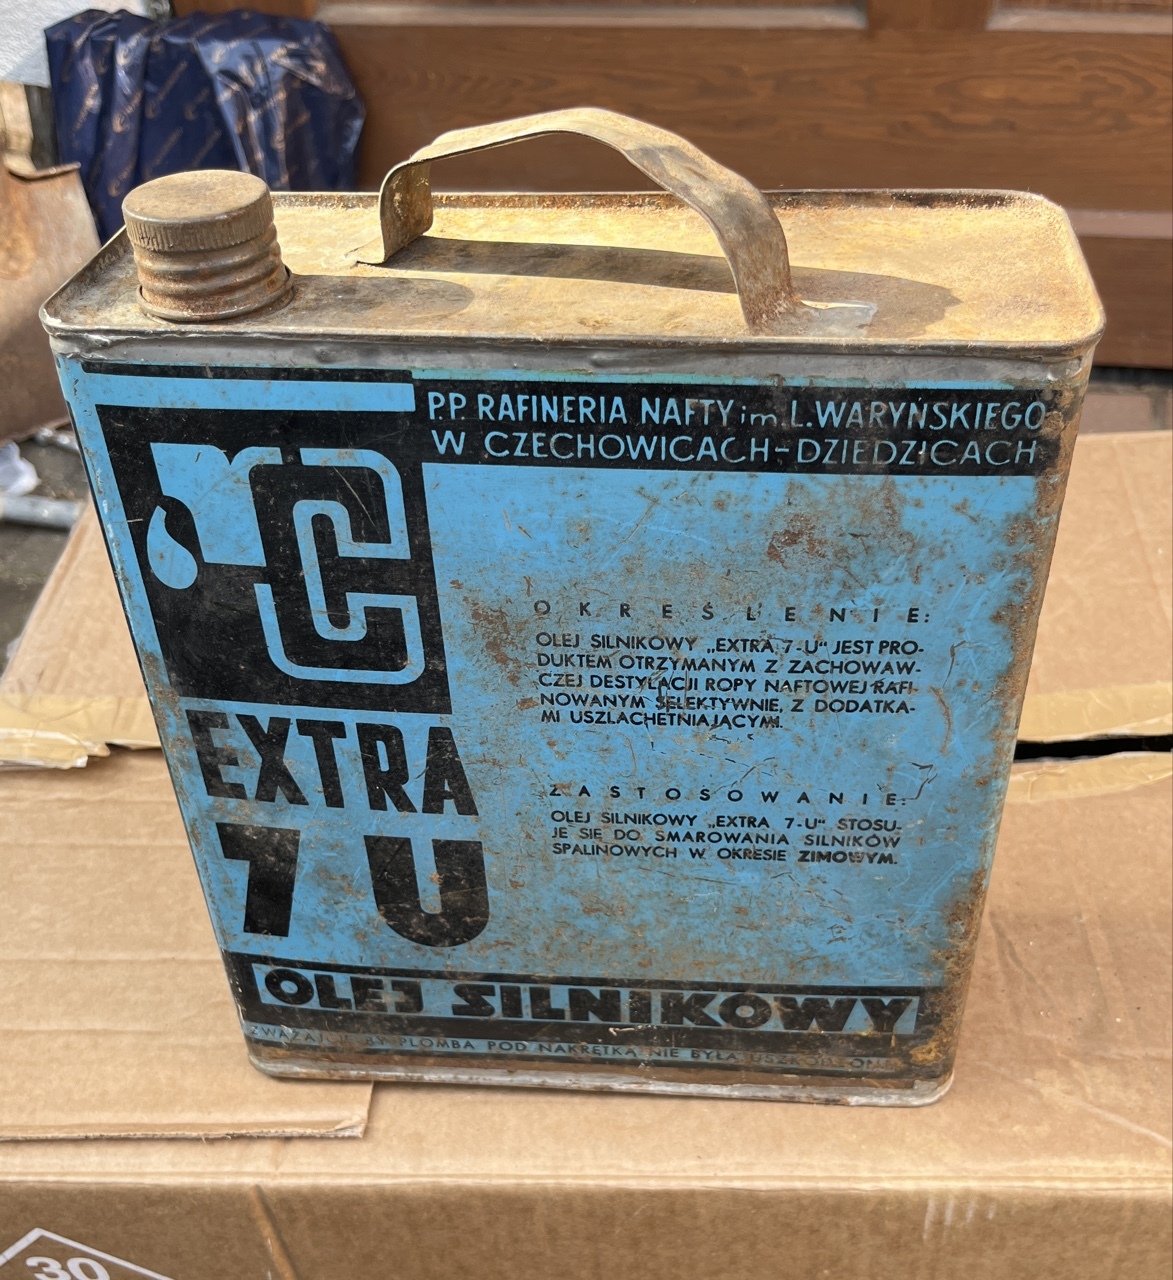 P.P. RAFINERIA NAFTY im. L. WARYŃSKIEGO
W CZECHOWICACH-DZIEDZICACH
rC
EXTRA
7 U
OKREŚLENIE:
OLEJ SILNIKOWY „EXTRA 7-U" JEST PRO-
DUKTEM OTRZYMANYM Z ZACHOWAW-
CZEJ DESTYLACJI ROPY NAFTOWEJ RAFI-
NOWANYM SELEKTYWNIE, Z DODATKA-
MI USZLACHETNIAJĄCYMI.
ZASTOSOWANIE:
OLEJ SILNIKOWY „EXTRA 7-U" STOSU-
JE SIĘ DO SMAROWANIA SILNIKÓW
SPALINOWYCH W OKRESIE ZIMOWYM.
OLEJ SILNIKOWY
BY PLOMBA POD NAKRĘTKĄ NIE BYŁA
30